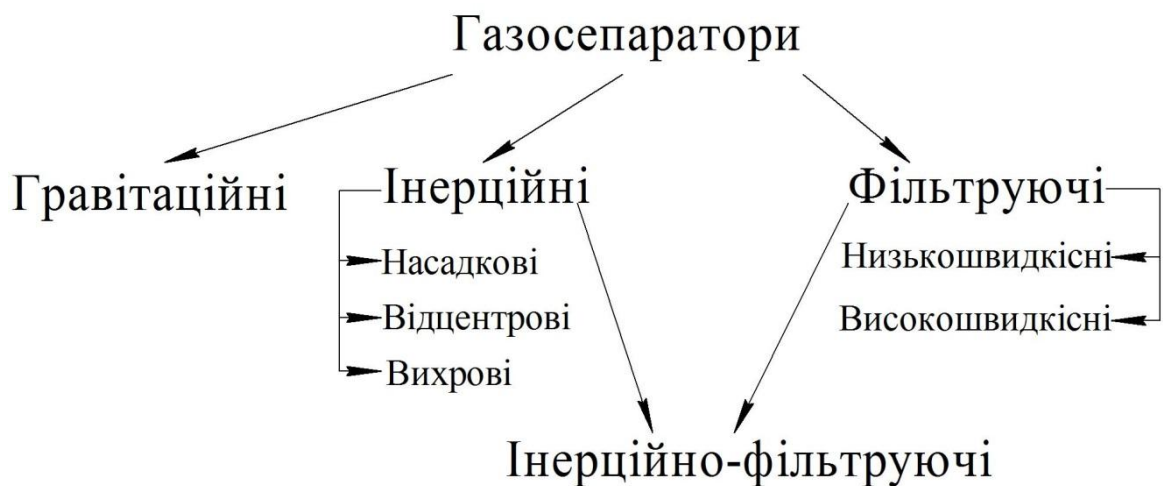 Газосепаратори
Гравітаційні
Інерційні
Фільтруючі
Насадкові
Відцентрові
Вихрові
Низькошвидкісні
Високошвидкісні
Інерційно-фільтруючі